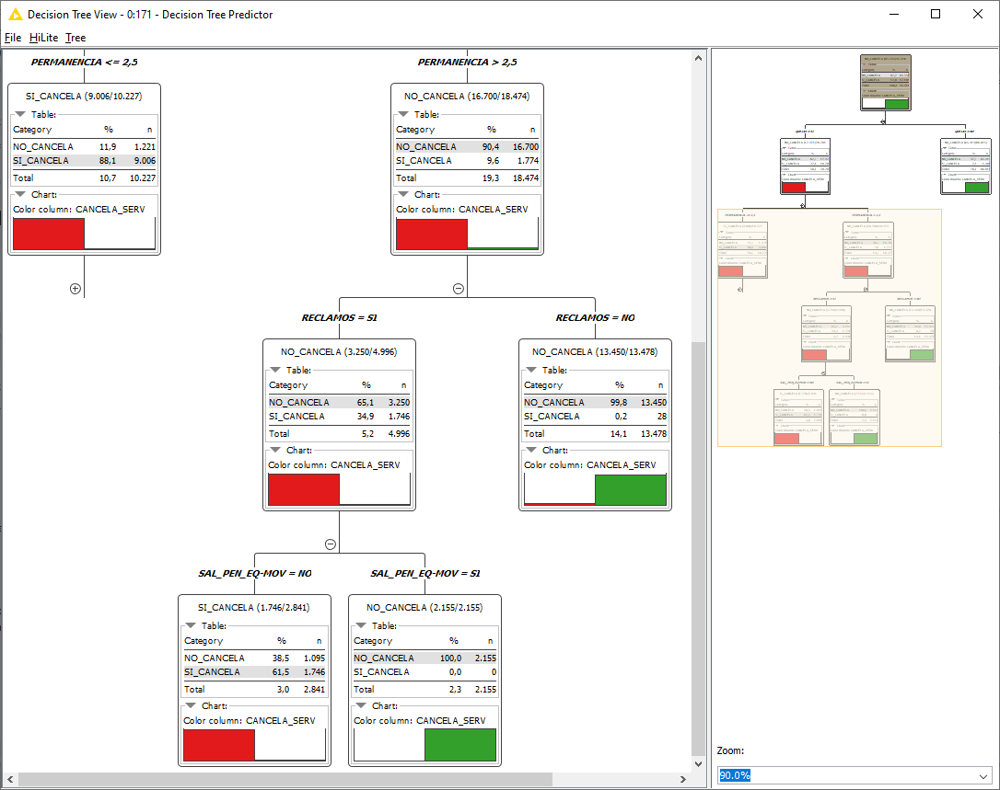 Decision Tree View - 0:171 - Decision Tree Predictor
File HiLite Tree
PERMANENCIA <= 2,5
PERMANENCIA > 2,5
SI_CANCELA (9.006/10.227)
Table:
Category % n
NO_CANCELA 11,9 1.221
SI_CANCELA 88,1 9.006
Total 10,7 10.227
Chart:
Color column: CANCELA_SERV
NO_CANCELA (16.700/18.474)
Table:
Category % n
NO_CANCELA 90,4 16.700
SI_CANCELA 9,6 1.774
Total 19,3 18.474
Chart:
Color column: CANCELA_SERV
RECLAMOS = SI
RECLAMOS = NO
NO_CANCELA (3.250/4.996)
Table:
Category % n
NO_CANCELA 65,1 3.250
SI_CANCELA 34,9 1.746
Total 5,2 4.996
Chart:
Color column: CANCELA_SERV
NO_CANCELA (13.450/13.478)
Table:
Category % n
NO_CANCELA 99,8 13.450
SI_CANCELA 0,2 28
Total 14,1 13.478
Chart:
Color column: CANCELA_SERV
SAL_PEN_EQ-MOV = NO
SAL_PEN_EQ-MOV = SI
SI_CANCELA (1.746/2.841)
Table:
Category % n
NO_CANCELA 38,5 1.095
SI_CANCELA 61,5 1.746
Total 3,0 2.841
Chart:
Color column: CANCELA_SERV
NO_CANCELA (2.155/2.155)
Table:
Category % n
NO_CANCELA 100,0 2.155
SI_CANCELA 0,0 0
Total 2,3 2.155
Chart:
Color column: CANCELA_SERV
Zoom:
90.0%